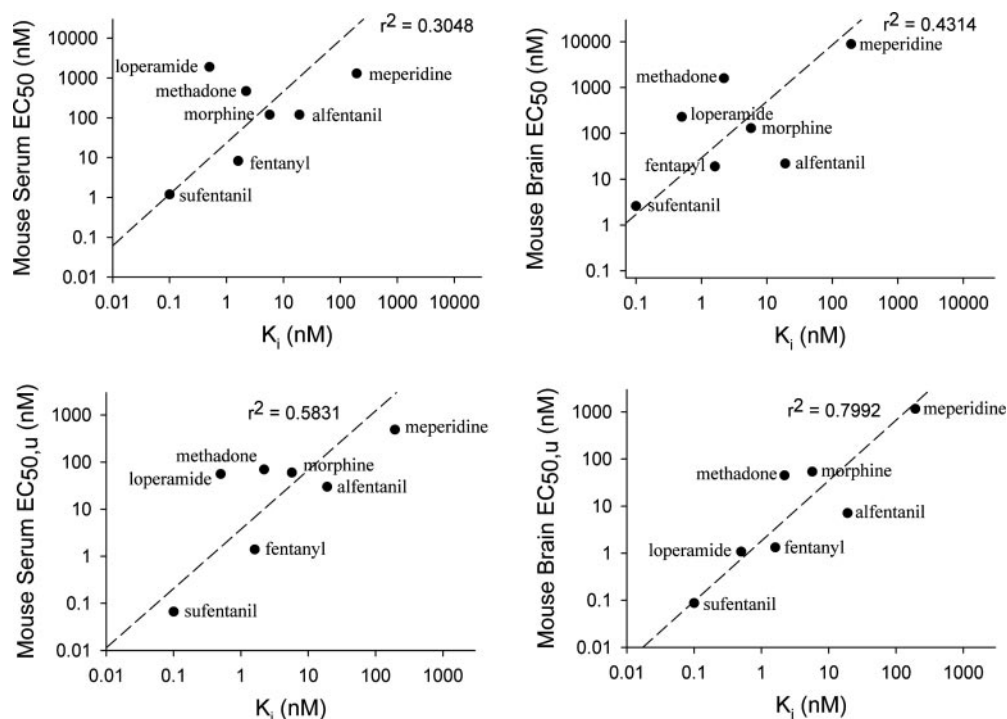 r2 = 0.3048
Mouse Serum EC50 (nM)
10000
1000
100
10
1
0.1
0.01
loperamide
meperidine
methadone
morphine
alfentanil
fentanyl
sufentanil
0.01 0.1 1 10 100 1000 10000
Ki (nM)
r2 = 0.4314
Mouse Brain EC50 (nM)
10000
1000
100
10
1
0.1
meperidine
methadone
loperamide
morphine
fentanyl
alfentanil
sufentanil
0.1 1 10 100 1000 10000
Ki (nM)
r2 = 0.5831
Mouse Serum EC50,u (nM)
1000
100
10
1
0.1
0.01
meperidine
methadone
loperamide
morphine
alfentanil
fentanyl
sufentanil
0.01 0.1 1 10 100 1000
Ki (nM)
r2 = 0.7992
Mouse Brain EC50,u (nM)
1000
100
10
1
0.1
0.01
meperidine
methadone
morphine
alfentanil
loperamide
fentanyl
sufentanil
0.01 0.1 1 10 100 1000
Ki (nM)